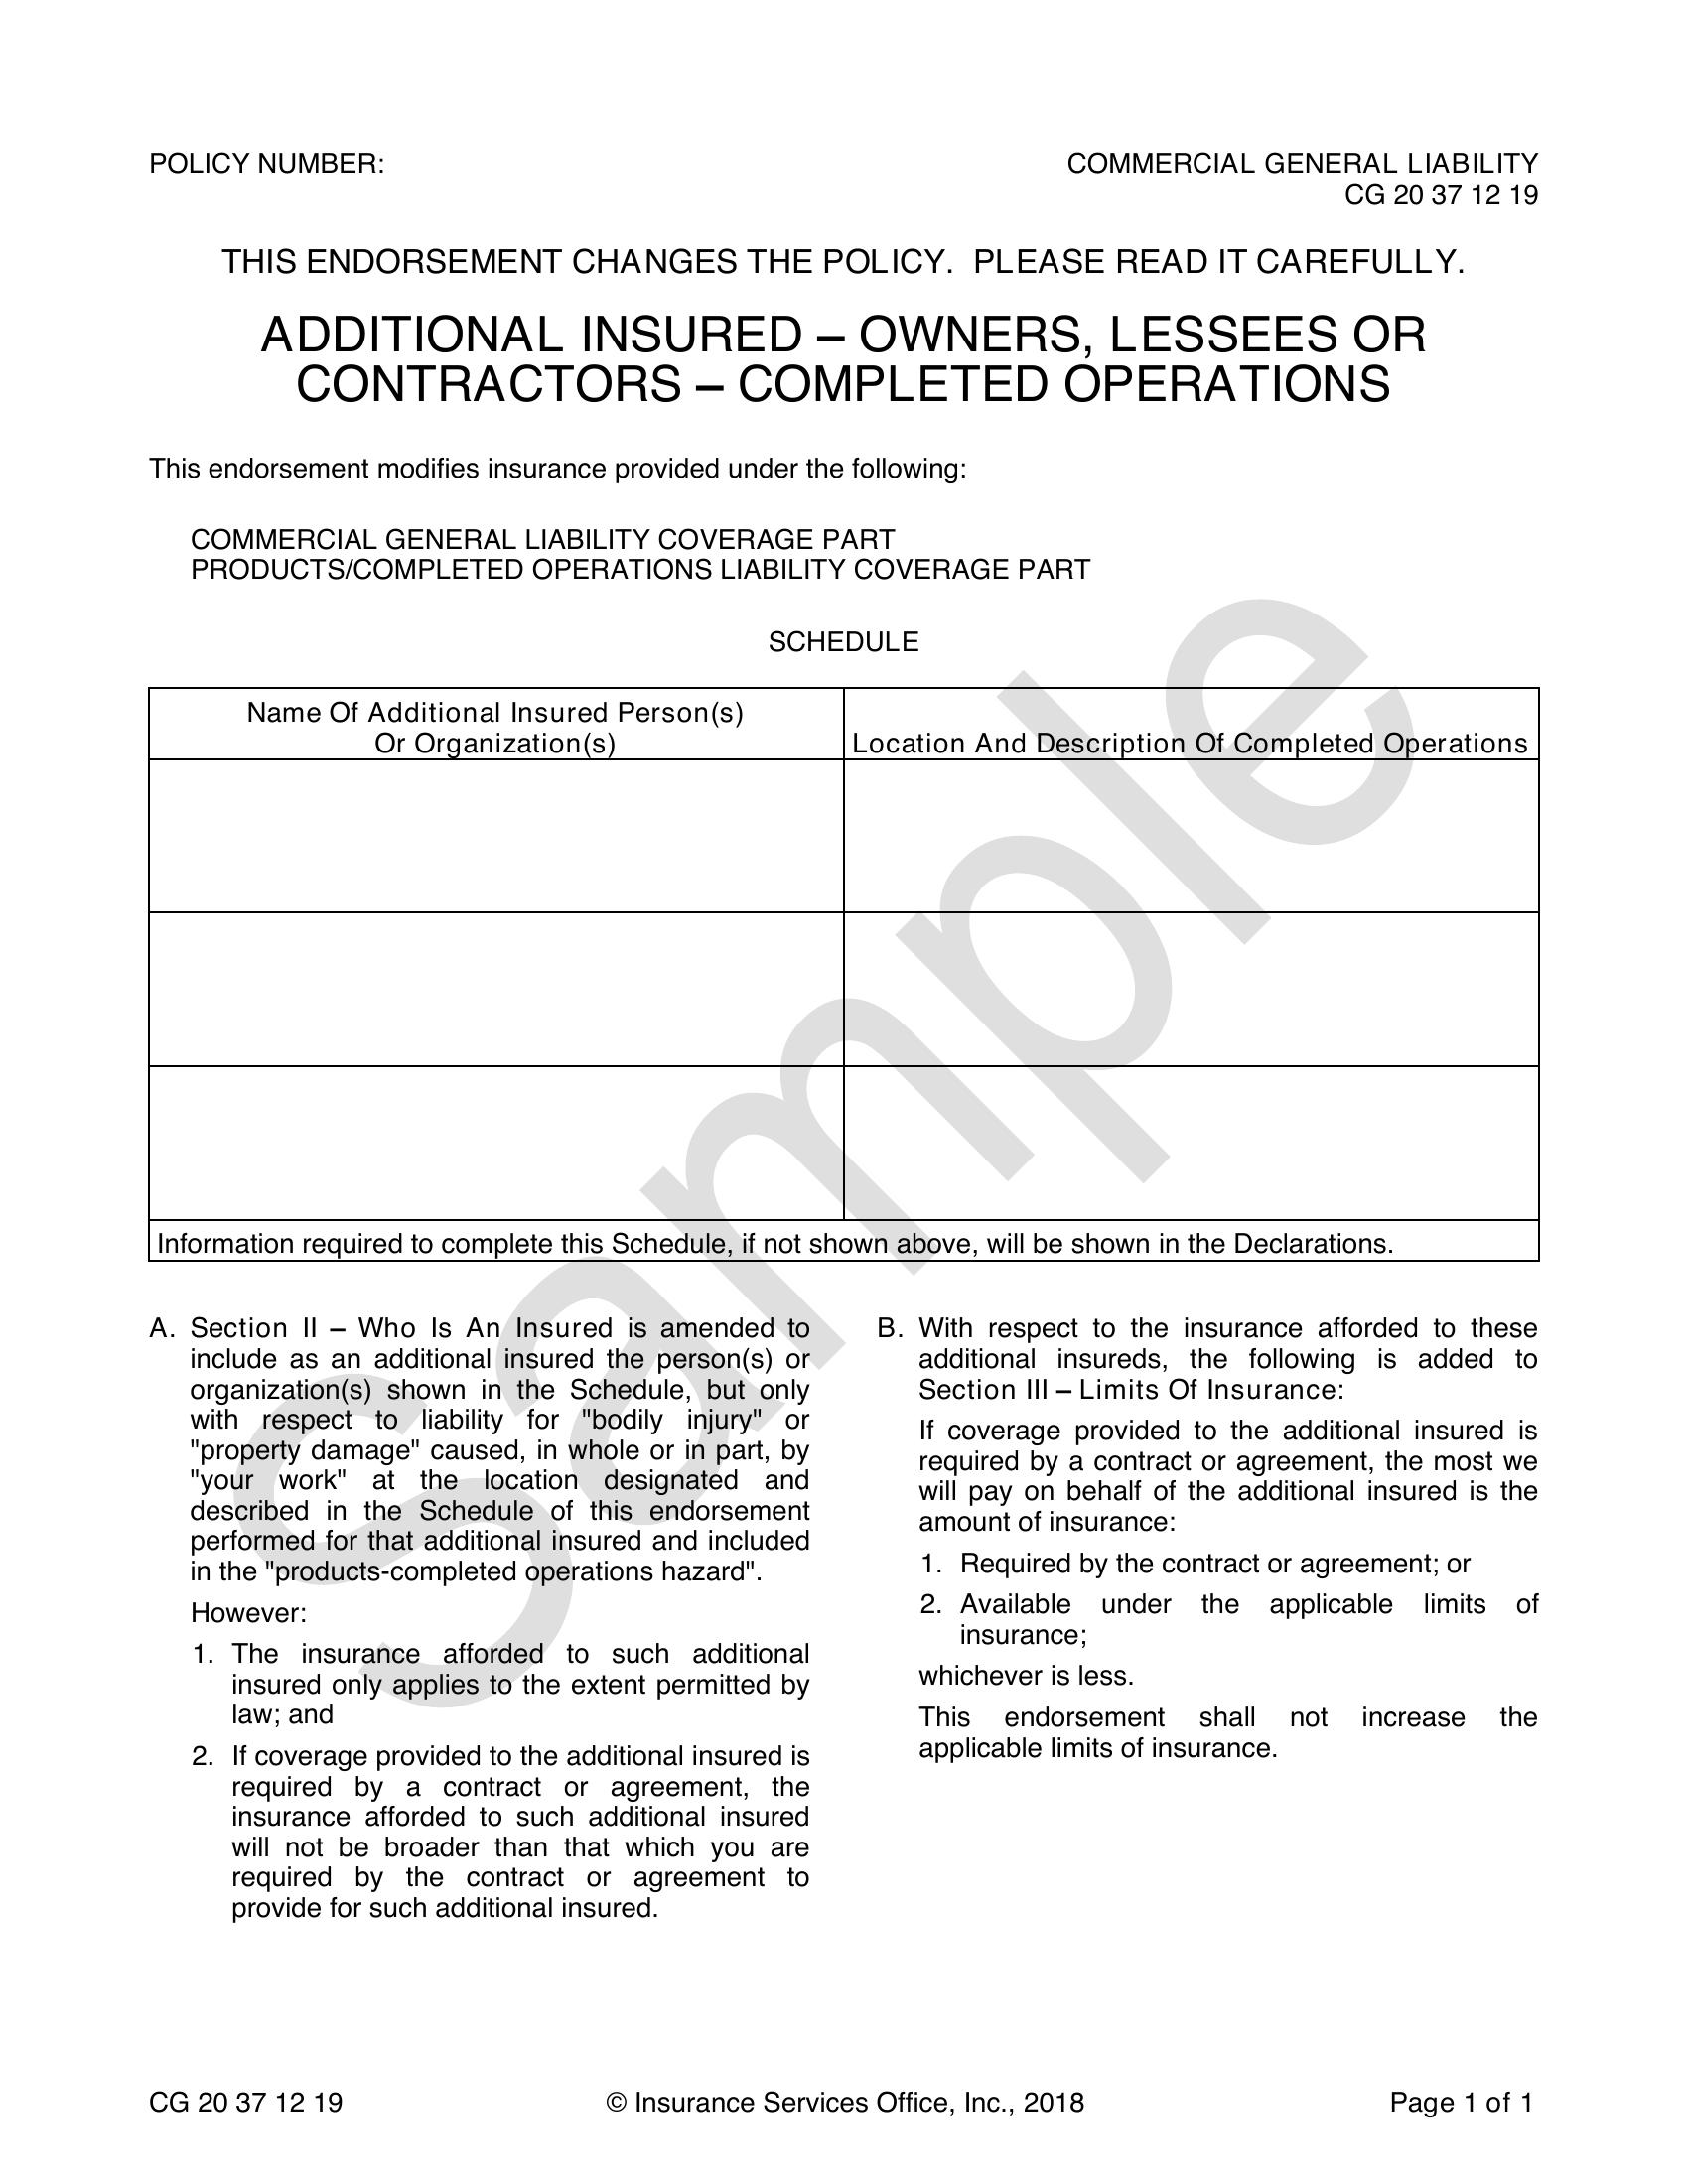 POLICY NUMBER:
COMMERCIAL GENERAL LIABILITY
CG 20 37 12 19
THIS ENDORSEMENT CHANGES THE POLICY. PLEASE READ IT CAREFULLY.
ADDITIONAL INSURED – OWNERS, LESSEES OR
CONTRACTORS – COMPLETED OPERATIONS
This endorsement modifies insurance provided under the following:
COMMERCIAL GENERAL LIABILITY COVERAGE PART
PRODUCTS/COMPLETED OPERATIONS LIABILITY COVERAGE PART
SCHEDULE
Name Of Additional Insured Person(s)
Or Organization(s)
Location And Description Of Completed Operations
Information required to complete this Schedule, if not shown above, will be shown in the Declarations.
A. Section II – Who Is An Insured is amended to
include as an additional insured the person(s) or
organization(s) shown in the Schedule, but only
with respect to liability for "bodily injury" or
"property damage" caused, in whole or in part, by
"your work" at the location designated and
described in the Schedule of this endorsement
performed for that additional insured and included
in the "products-completed operations hazard".
However:
1. The insurance afforded to such additional
insured only applies to the extent permitted by
law; and
2. If coverage provided to the additional insured is
required by a contract or agreement, the
insurance afforded to such additional insured
will not be broader than that which you are
required by the contract or agreement to
provide for such additional insured.
B. With respect to the insurance afforded to these
additional insureds, the following is added to
Section III – Limits Of Insurance:
If coverage provided to the additional insured is
required by a contract or agreement, the most we
will pay on behalf of the additional insured is the
amount of insurance:
1. Required by the contract or agreement; or
2. Available under the applicable limits of
insurance;
whichever is less.
This endorsement shall not increase the
applicable limits of insurance.
Sample
CG 20 37 12 19
© Insurance Services Office, Inc., 2018
Page 1 of 1